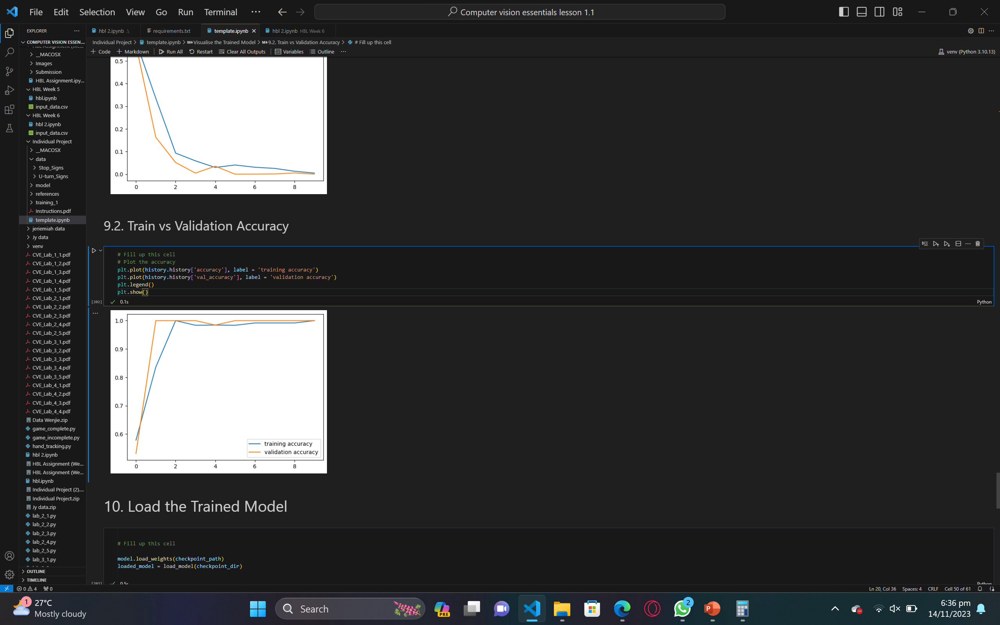 File Edit Selection View Go Run Terminal ··· Computer vision essentials lesson 1.1
EXPLORER ···
COMPUTER VISION ESSEN...
__MACOSX
Images
Submission
HBL Assignment.ipy...
HBL Week 5
hbl.ipynb
input_data.csv
HBL Week 6
hbl 2.ipynb
input_data.csv
Individual Project
__MACOSX
data
Stop_Signs
U-turn_Signs
model
references
training_1
Instructions.pdf
template.ipynb
jeriemiah data
Jy data
venv
CVE_Lab_1_1.pdf
CVE_Lab_1_2.pdf
CVE_Lab_1_3.pdf
CVE_Lab_1_4.pdf
CVE_Lab_1_5.pdf
CVE_Lab_2_1.pdf
CVE_Lab_2_2.pdf
CVE_Lab_2_3.pdf
CVE_Lab_2_4.pdf
CVE_Lab_2_5.pdf
CVE_Lab_3_1.pdf
CVE_Lab_3_2.pdf
CVE_Lab_3_3.pdf
CVE_Lab_3_4.pdf
CVE_Lab_3_5.pdf
CVE_Lab_4_1.pdf
CVE_Lab_4_2.pdf
CVE_Lab_4_3.pdf
CVE_Lab_4_4.pdf
Data Wenjie.zip
game_complete.py
game_incomplete.py
hand_tracking.py
hbl 2.ipynb
HBL Assignment (We...
HBL Assignment (We...
hbl.ipynb
Individual Project (2)....
Individual Project.zip
Jy data.zip
lab_2_1.py
lab_2_2.py
lab_2_3.py
lab_2_4.py
lab_2_5.py
lab_3_1.py
OUTLINE
TIMELINE
hbl 2.ipynb .\ requirements.txt template.ipynb hbl 2.ipynb HBL Week 6
Individual Project > template.ipynb > M↓Visualise the Trained Model > M↓9.2. Train vs Validation Accuracy > # Fill up this cell
+ Code + Markdown | Run All Restart Clear All Outputs | Variables Outline ··· venv (Python 3.10.13)
0.5
0.4
0.3
0.2
0.1
0.0
0 2 4 6 8
9.2. Train vs Validation Accuracy
# Fill up this cell
# Plot the accuracy
plt.plot(history.history['accuracy'], label = 'training accuracy')
plt.plot(history.history['val_accuracy'], label = 'validation accuracy')
plt.legend()
plt.show()
[202] 0.1s Python
1.0
0.9
0.8
0.7
0.6
training accuracy
validation accuracy
0 2 4 6 8
10. Load the Trained Model
# Fill up this cell
model.load_weights(checkpoint_path)
loaded_model = load_model(checkpoint_dir)
[203] 0.5s Python
0 4 0 Ln 20, Col 36 Spaces: 4 CRLF Cell 50 of 61
1 27°C
Mostly cloudy
Search
PRE
2
P
6:36 pm
14/11/2023